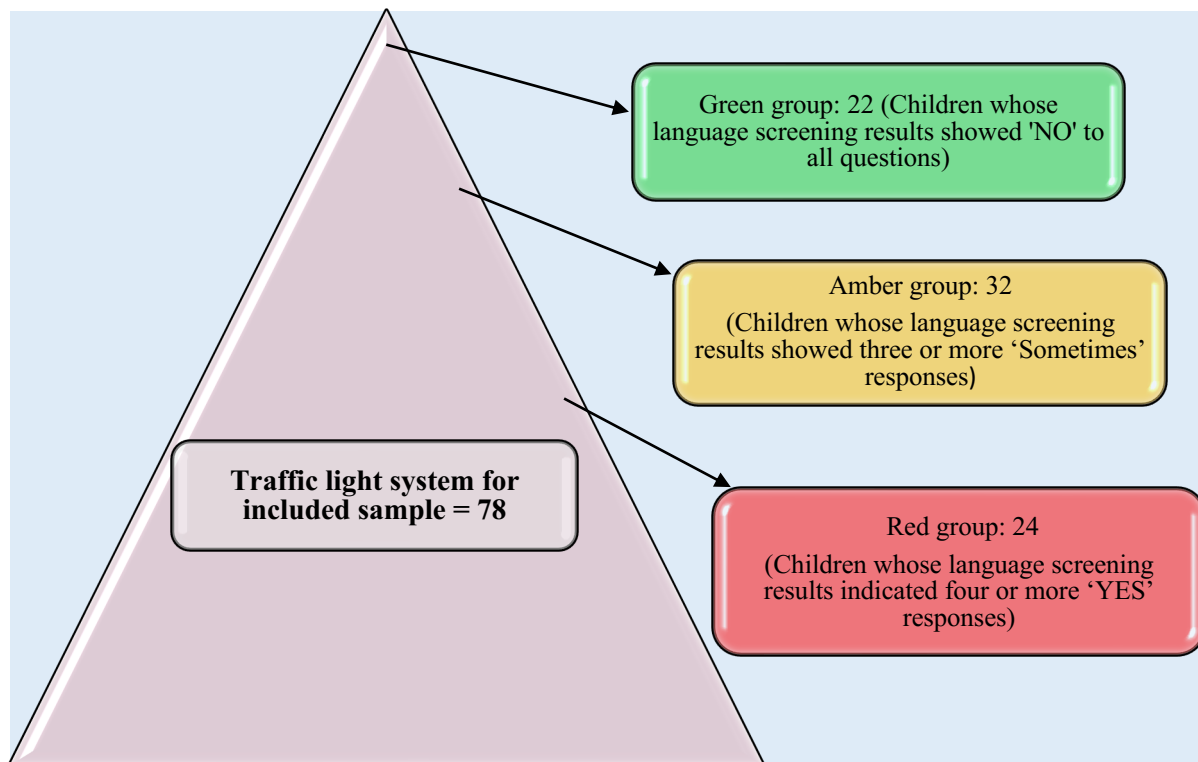 Green group: 22 (Children whose
language screening results showed 'NO' to
all questions)
Amber group: 32
(Children whose language screening
results showed three or more ‘Sometimes’
responses)
Traffic light system for
included sample = 78
Red group: 24
(Children whose language screening
results indicated four or more ‘YES’
responses)